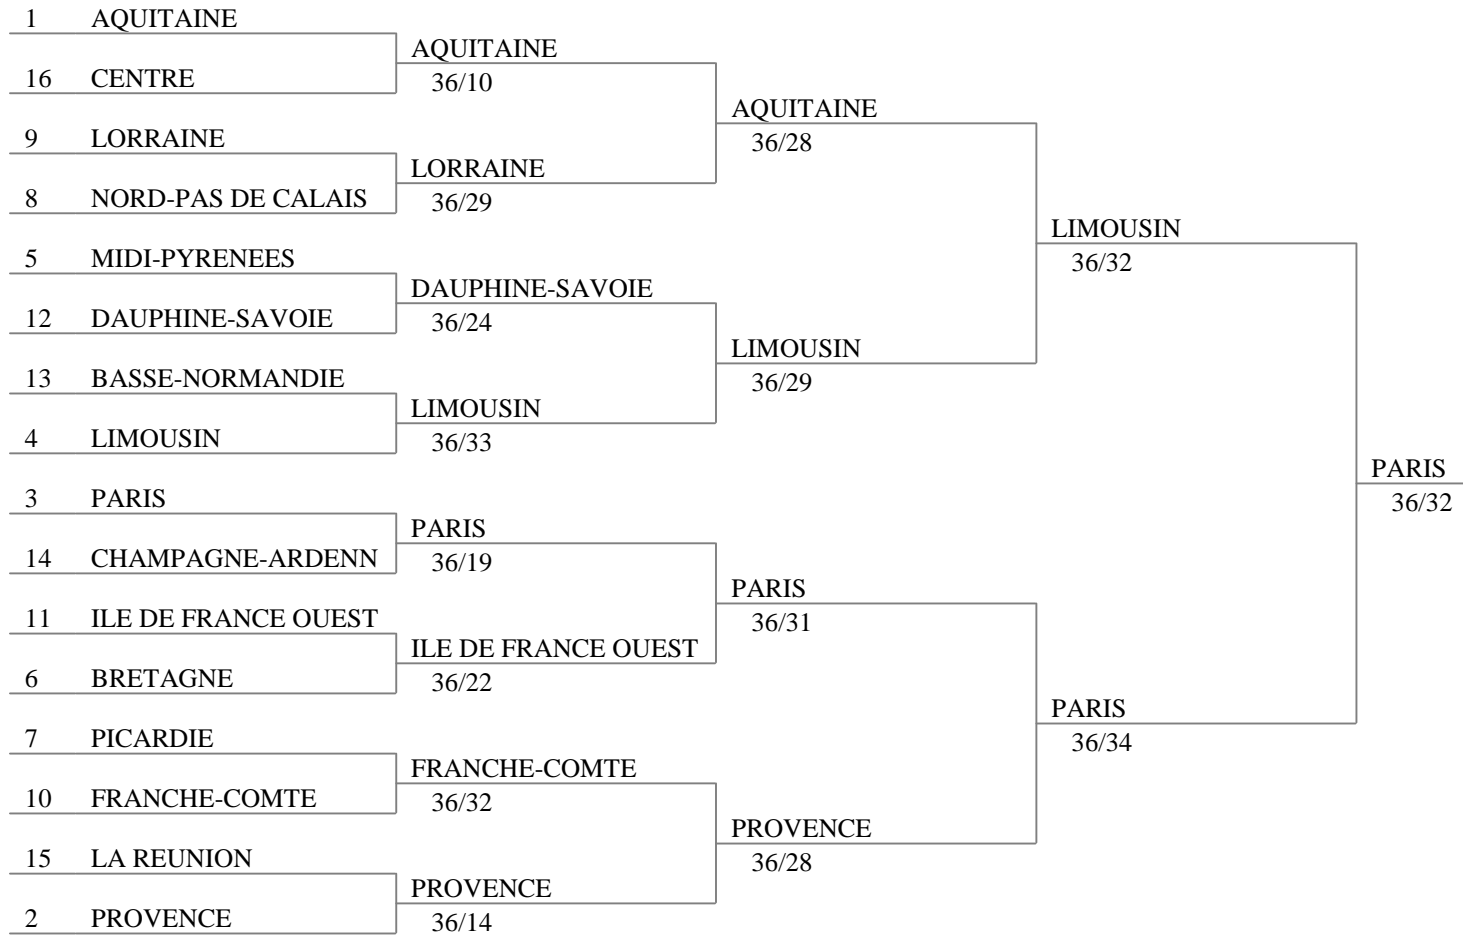 1 AQUITAINE
AQUITAINE
16 CENTRE
36/10
AQUITAINE
9 LORRAINE
36/28
LORRAINE
8 NORD-PAS DE CALAIS
36/29
LIMOUSIN
5 MIDI-PYRENEES
36/32
DAUPHINE-SAVOIE
12 DAUPHINE-SAVOIE
36/24
LIMOUSIN
13 BASSE-NORMANDIE
36/29
LIMOUSIN
4 LIMOUSIN
36/33
PARIS
3 PARIS
36/32
PARIS
14 CHAMPAGNE-ARDENN
36/19
PARIS
11 ILE DE FRANCE OUEST
36/31
ILE DE FRANCE OUEST
6 BRETAGNE
36/22
PARIS
7 PICARDIE
36/34
FRANCHE-COMTE
10 FRANCHE-COMTE
36/32
PROVENCE
15 LA REUNION
36/28
PROVENCE
2 PROVENCE
36/14